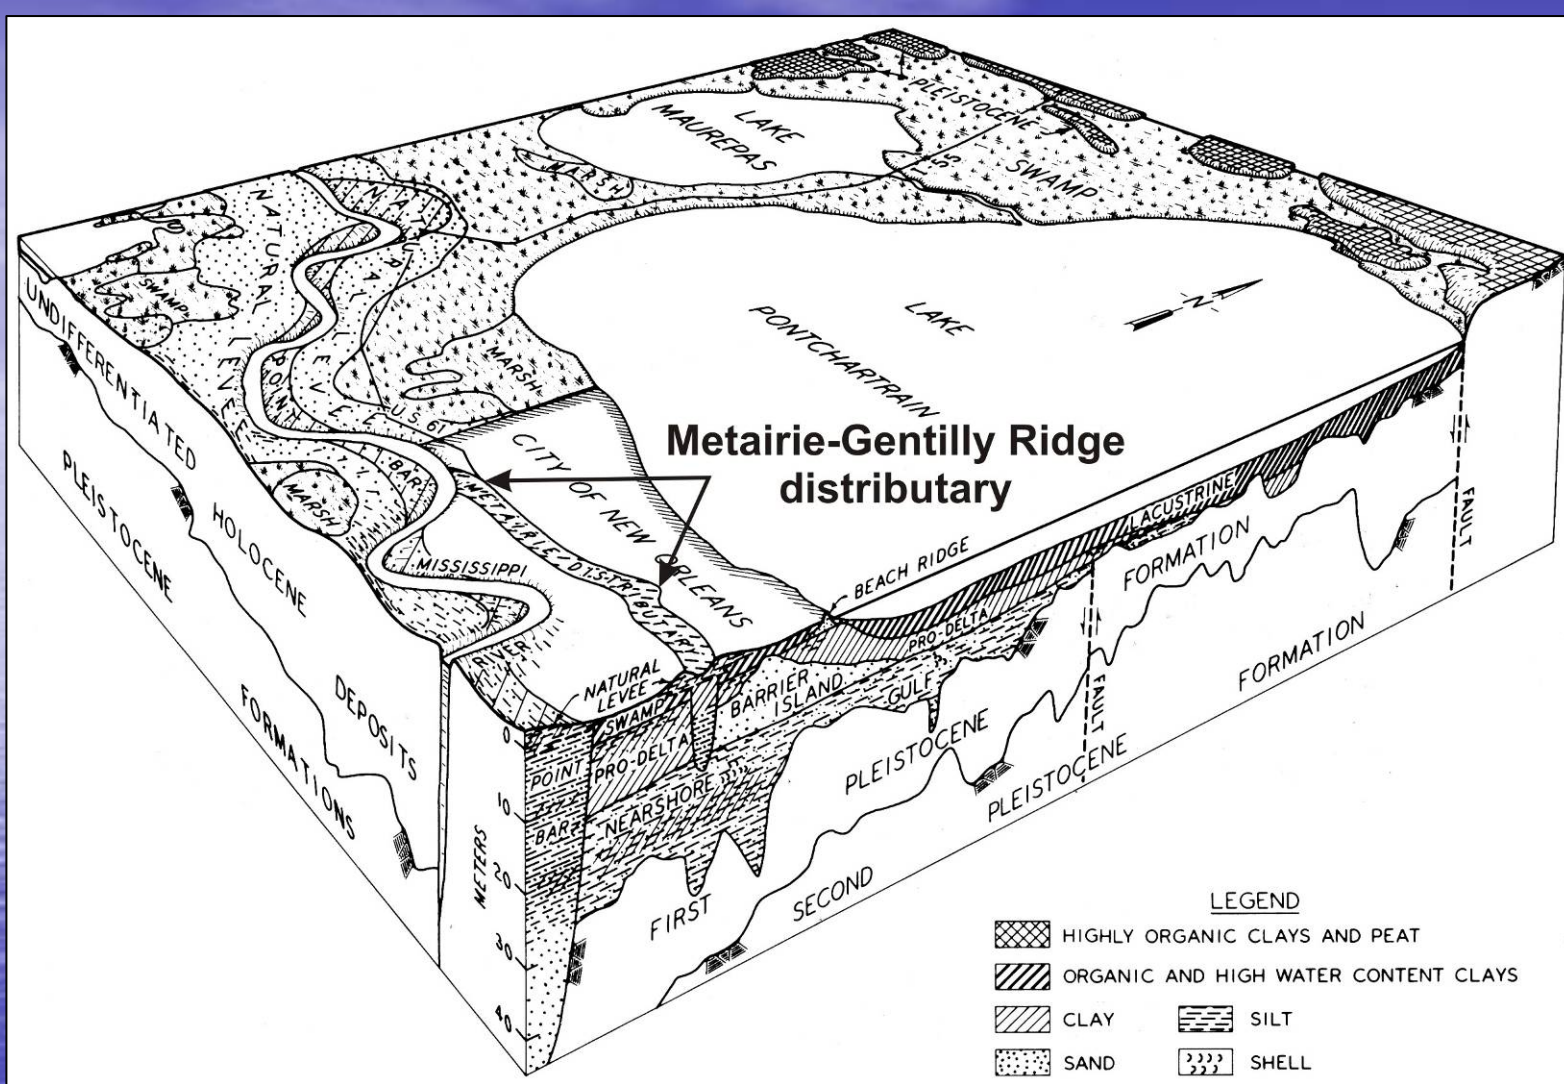 PLEISTOCENE
LAKE
MAUREPAS
MARSH
U.S. 51
SWAMP
NATURAL LEVEE
NATURAL LEVEE
SWAMP
POINT BAR
U.S. 61
MARSH
LAKE
PONTCHARTRAIN
N
Metairie-Gentilly Ridge
distributary
CITY OF NEW ORLEANS
METAIRIE DISTRIBUTARY
MARSH
MISSISSIPPI
RIVER
BEACH RIDGE
UNDIFFERENTIATED
HOLOCENE
DEPOSITS
PLEISTOCENE
FORMATIONS
NATURAL
LEVEE
SWAMP
PRO-DELTA
POINT
BAR
NEARSHORE
BARRIER
ISLAND
GULF
PRO-DELTA
LACUSTRINE
FAULT
FAULT
FIRST
PLEISTOCENE
FORMATION
SECOND
PLEISTOCENE
FORMATION
METERS
0
10
20
30
40
LEGEND
HIGHLY ORGANIC CLAYS AND PEAT
ORGANIC AND HIGH WATER CONTENT CLAYS
CLAY
SILT
SAND
SHELL